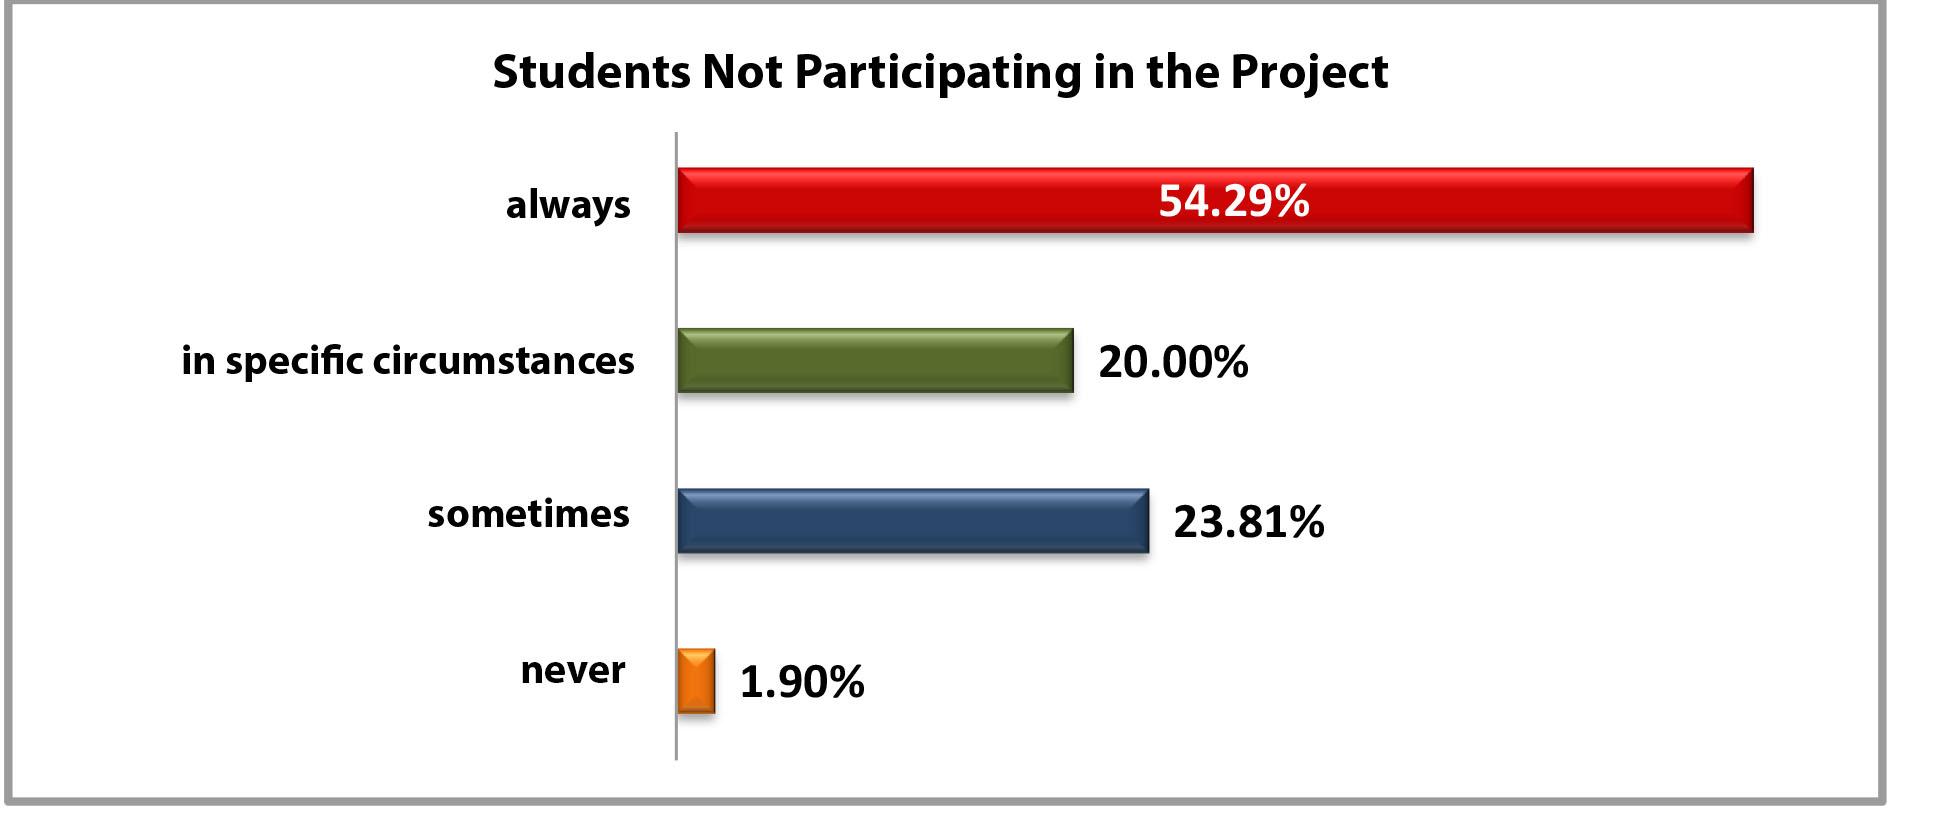 Students Not Participating in the Project
always
54.29%
in specific circumstances
20.00%
sometimes
23.81%
never
1.90%